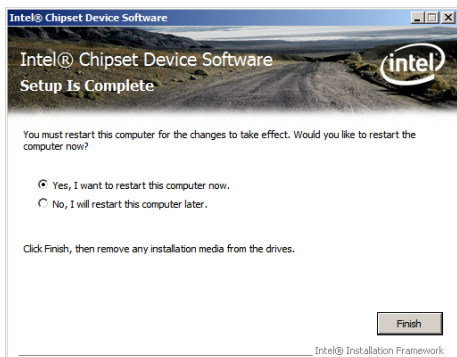 Intel® Chipset Device Software
Intel® Chipset Device Software
intel
Setup Is Complete
You must restart this computer for the changes to take effect. Would you like to restart the
computer now?
Yes, I want to restart this computer now.
No, I will restart this computer later.
Click Finish, then remove any installation media from the drives.
Finish
Intel® Installation Framework